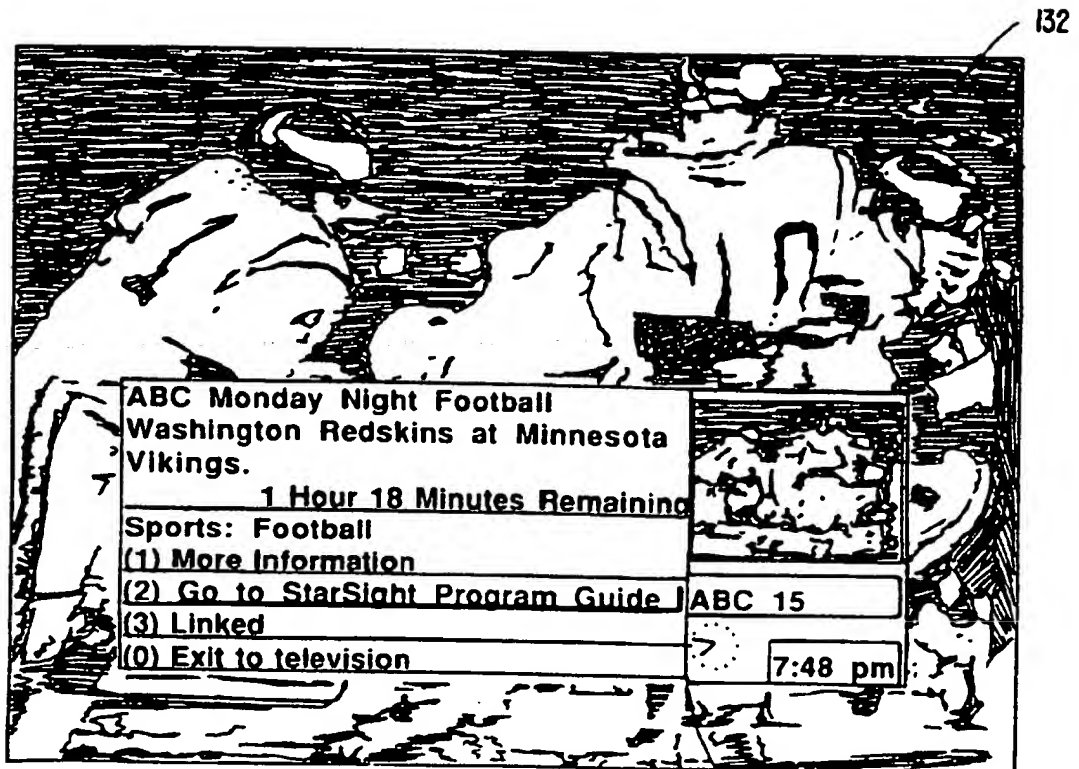 132
ABC Monday Night Football
Washington Redskins at Minnesota
Vikings.
1 Hour 18 Minutes Remaining
Sports: Football
(1) More Information
(2) Go to StarSight Program Guide
(3) Linked
(0) Exit to television
ABC 15
7:48 pm